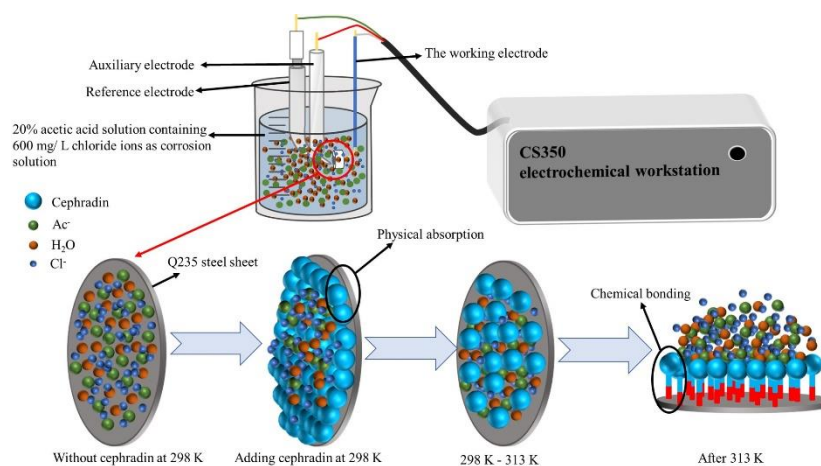 Auxiliary electrode
Reference electrode
The working electrode
20% acetic acid solution containing
600 mg/ L chloride ions as corrosion
solution
CS350
electrochemical workstation
Cephradin
Ac⁻
H₂O
Cl⁻
Q235 steel sheet
Physical absorption
Chemical bonding
Without cephradin at 298 K
Adding cephradin at 298 K
298 K - 313 K
After 313 K